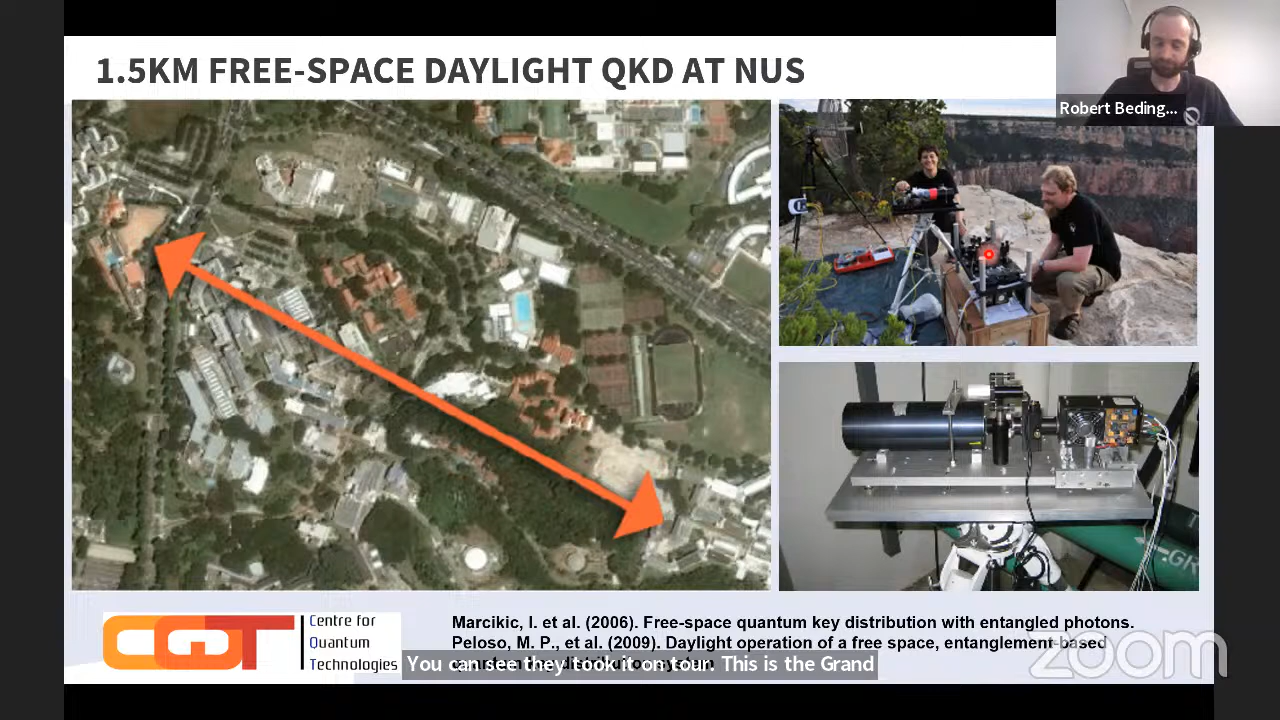 1.5KM FREE-SPACE DAYLIGHT QKD AT NUS
Robert Beding...
CQT
Centre for
Quantum
Technologies
Marcikic, I. et al. (2006). Free-space quantum key distribution with entangled photons.
Peloso, M. P., et al. (2009). Daylight operation of a free space, entanglement-based
You can see they took it on tour. This is the Grand
zoom